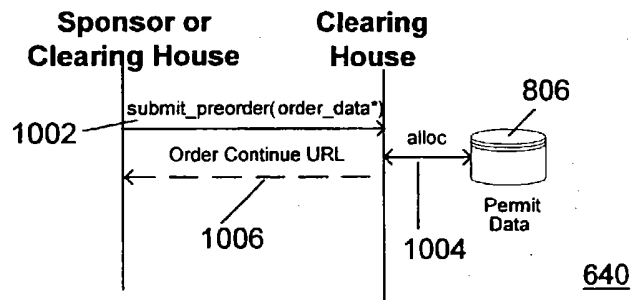 Sponsor or
Clearing House
Clearing
House
806
submit_preorder(order_data*)
1002
alloc
Order Continue URL
Permit
Data
1006
1004
640